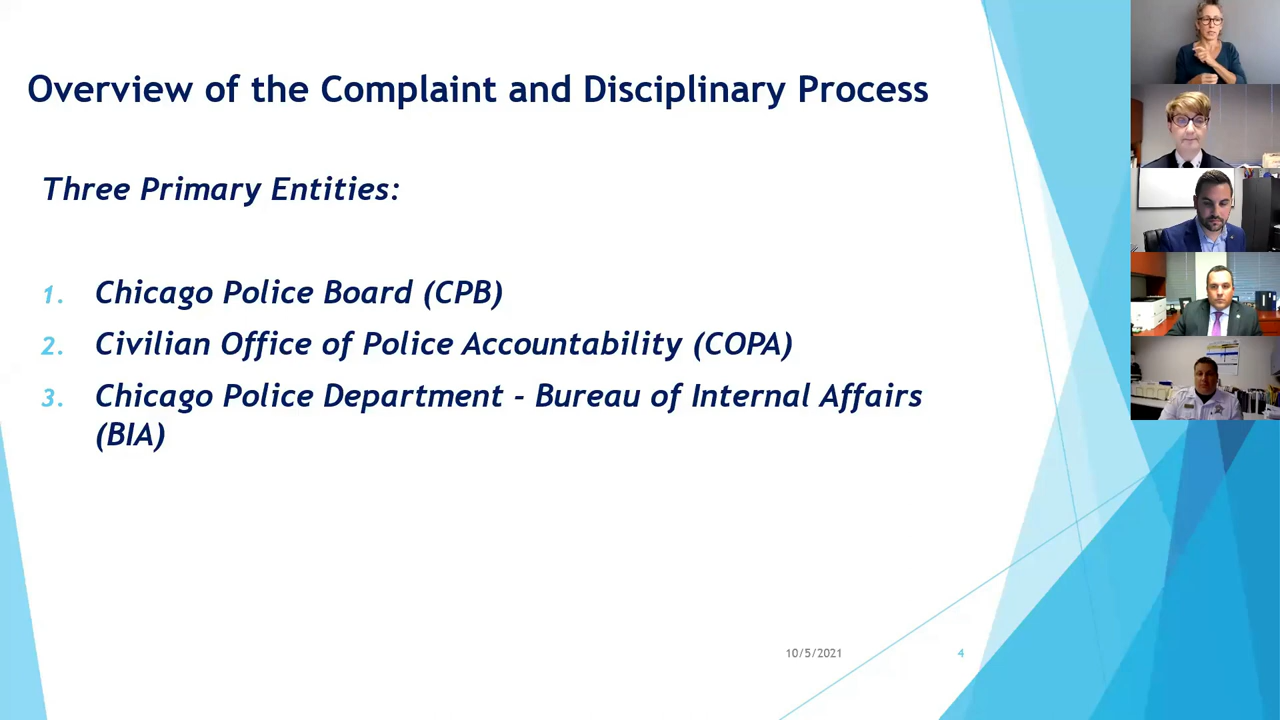 Overview of the Complaint and Disciplinary Process
Three Primary Entities:
1. Chicago Police Board (CPB)
2. Civilian Office of Police Accountability (COPA)
3. Chicago Police Department - Bureau of Internal Affairs
(BIA)
10/5/2021 4